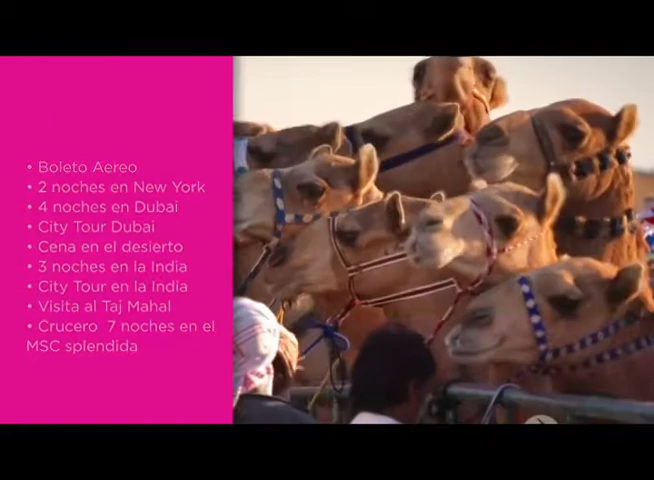 • Boleto Aereo
• 2 noches en New York
• 4 noches en Dubai
• City Tour Dubai
• Cena en el desierto
• 3 noches en la India
• City Tour en la India
• Visita al Taj Mahal
• Crucero 7 noches en el
MSC splendida